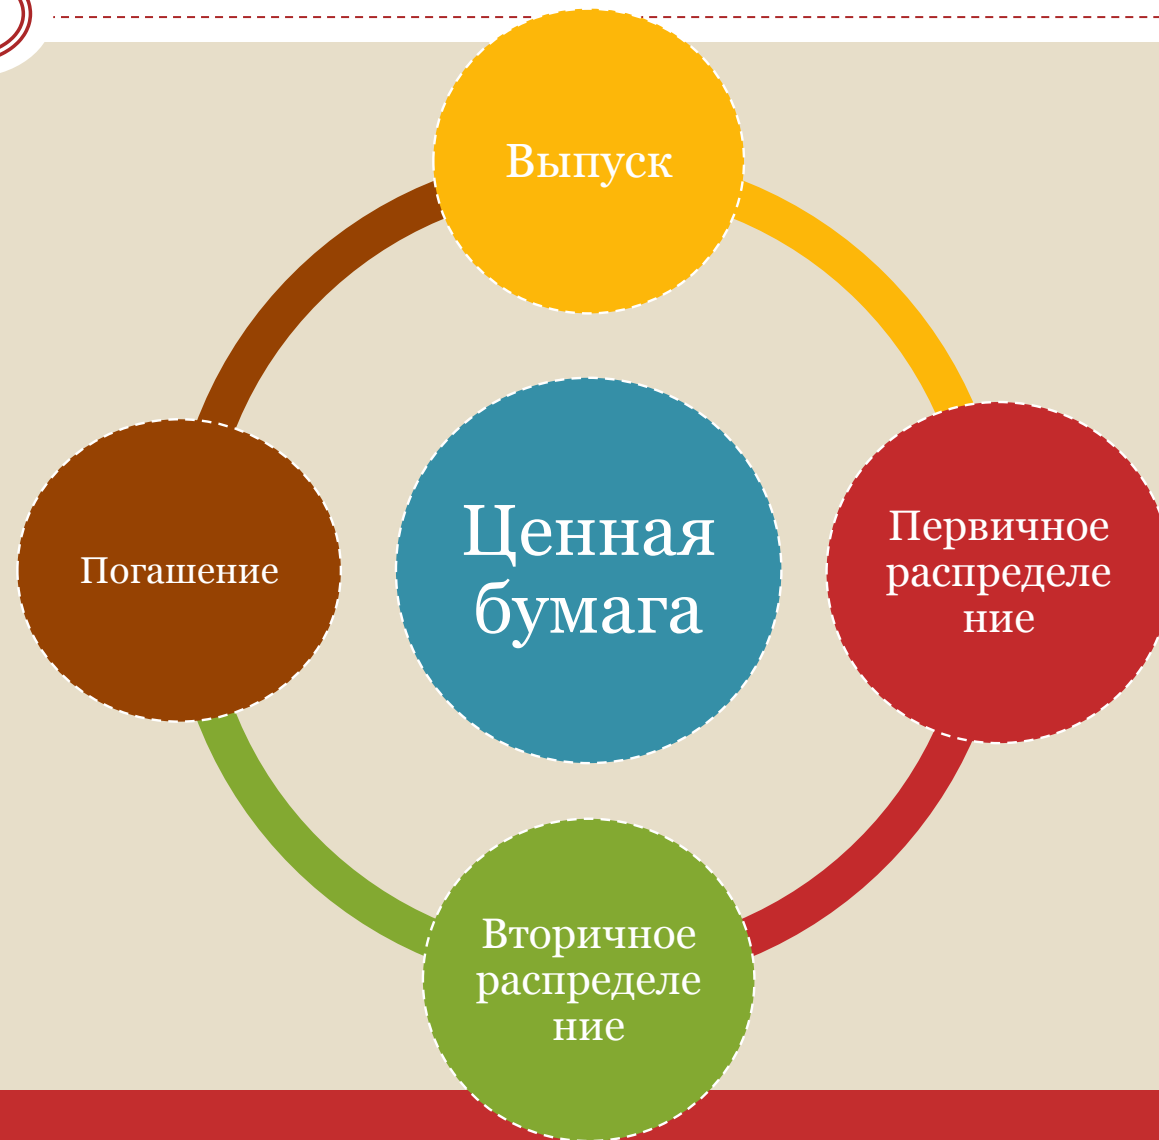 Выпуск
Ценная
бумага
Первичное
распределе
ние
Погашение
Вторичное
распределе
ние